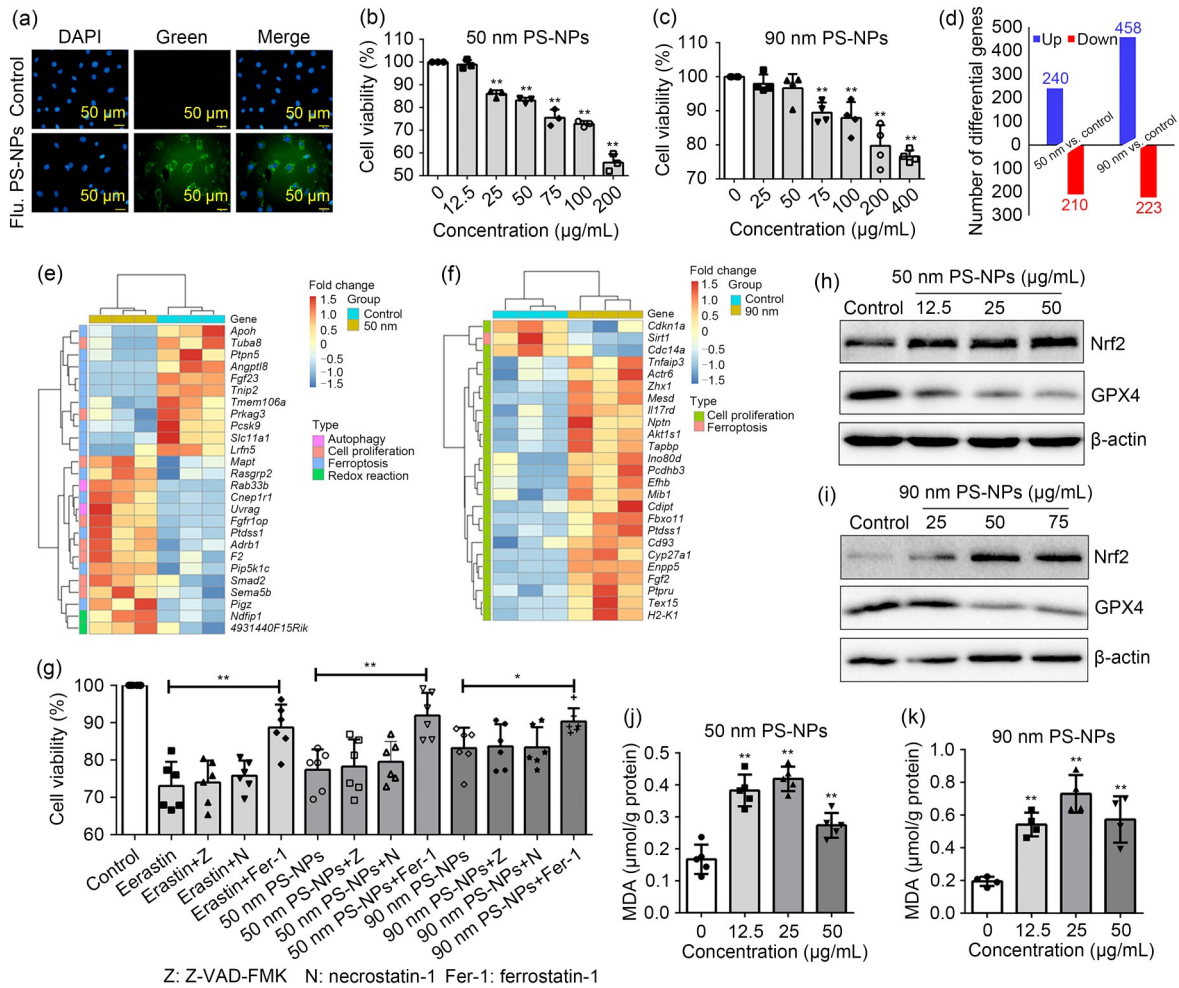 (a)
DAPI Green Merge
Control
50 µm 50 µm 50 µm
Flu. PS-NPs
50 µm 50 µm 50 µm
(b)
50 nm PS-NPs
Cell viability (%)
110
100
90
80
70
60
50
** ** ** ** **
0 12.5 25 50 75 100 200
Concentration (µg/mL)
(c)
90 nm PS-NPs
Cell viability (%)
110
100
90
80
70
** ** ** **
0 25 50 75 100 200 400
Concentration (µg/mL)
(d)
Number of differential genes
500
400
300
200
100
0
100
200
300
Up Down
240
458
50 nm vs. control
90 nm vs. control
210
223
(e)
Fold change
1.5
1.0
0.5
0
−0.5
−1.0
−1.5
Group
Control
50 nm
Type
Autophagy
Cell proliferation
Ferroptosis
Redox reaction
Gene
Apoh
Tuba8
Ptpn5
Angptl8
Fgf23
Tnip2
Tmem106a
Prkag3
Pcsk9
Slc11a1
Lrfn5
Mapt
Rasgrp2
Rab33b
Cnep1r1
Uvrag
Fgfr1op
Ptdss1
Adrb1
F2
Pip5k1c
Smad2
Sema5b
Pigz
Ndfip1
4931440F15Rik
(f)
Fold change
1.5
1.0
0.5
0
−0.5
−1.0
−1.5
Group
Control
90 nm
Type
Cell proliferation
Ferroptosis
Gene
Cdkn1a
Sirt1
Cdc14a
Tnfaip3
Actr6
Zhx1
Mesd
Il17rd
Nptn
Akt1s1
Tapbp
Ino80d
Pcdhb3
Efhb
Mib1
Cdipt
Fbxo11
Ptdss1
Cd93
Cyp27a1
Enpp5
Fgf2
Ptpru
Tex15
H2-K1
(h)
50 nm PS-NPs (µg/mL)
Control 12.5 25 50
Nrf2
GPX4
β-actin
(i)
90 nm PS-NPs (µg/mL)
Control 25 50 75
Nrf2
GPX4
β-actin
(g)
Cell viability (%)
100
90
80
70
60
** ** *
Control
Eerastin
Erastin+Z
Erastin+N
Erastin+Fer-1
50 nm PS-NPs
50 nm PS-NPs+Z
50 nm PS-NPs+N
50 nm PS-NPs+Fer-1
90 nm PS-NPs
90 nm PS-NPs+Z
90 nm PS-NPs+N
90 nm PS-NPs+Fer-1
Z: Z-VAD-FMK N: necrostatin-1 Fer-1: ferrostatin-1
(j)
50 nm PS-NPs
MDA (µmol/g protein)
0.5
0.4
0.3
0.2
0.1
0.0
** ** **
0 12.5 25 50
Concentration (µg/mL)
(k)
90 nm PS-NPs
MDA (µmol/g protein)
1.0
0.8
0.6
0.4
0.2
0.0
** ** **
0 12.5 25 50
Concentration (µg/mL)